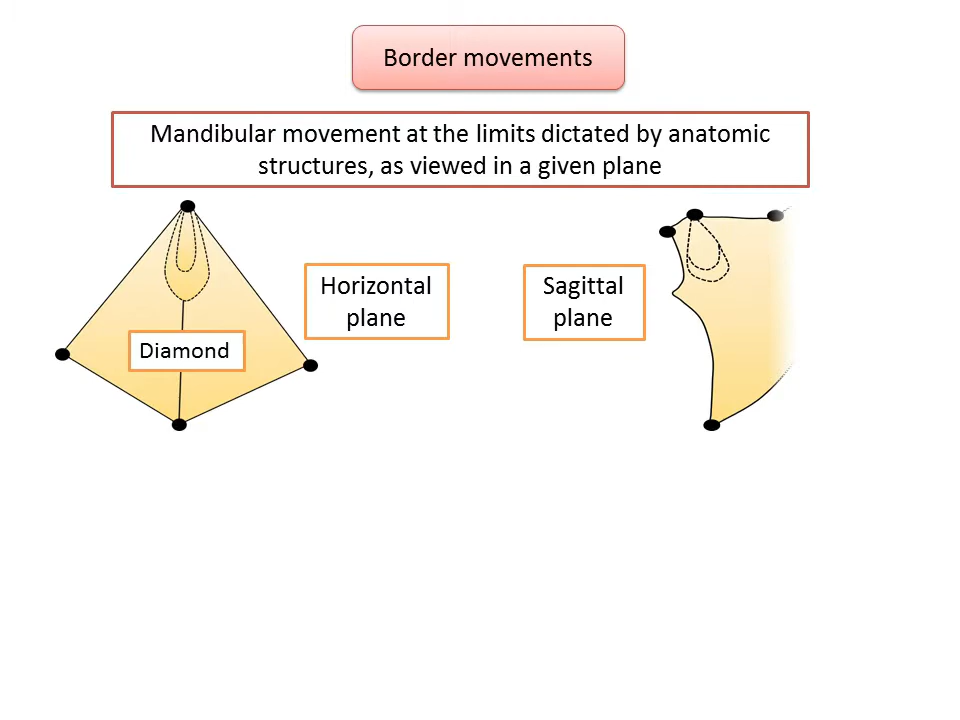 Border movements
Mandibular movement at the limits dictated by anatomic
structures, as viewed in a given plane
Horizontal
plane
Sagittal
plane
Diamond